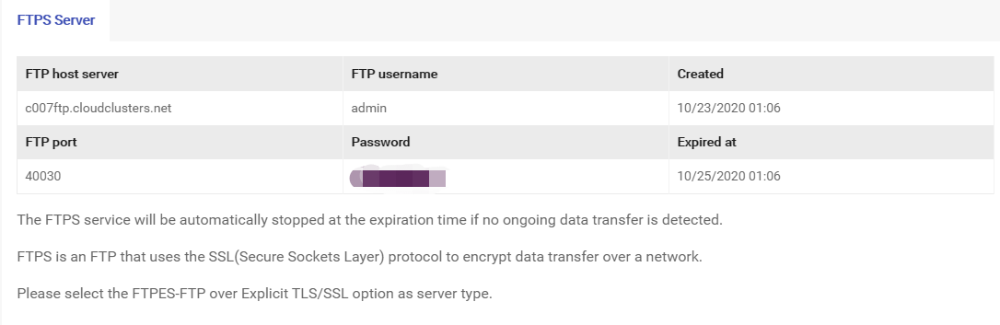 FTPS Server
FTP host server FTP username Created
c007ftp.cloudclusters.net admin 10/23/2020 01:06
FTP port Password Expired at
40030 10/25/2020 01:06
The FTPS service will be automatically stopped at the expiration time if no ongoing data transfer is detected.
FTPS is an FTP that uses the SSL(Secure Sockets Layer) protocol to encrypt data transfer over a network.
Please select the FTPES-FTP over Explicit TLS/SSL option as server type.